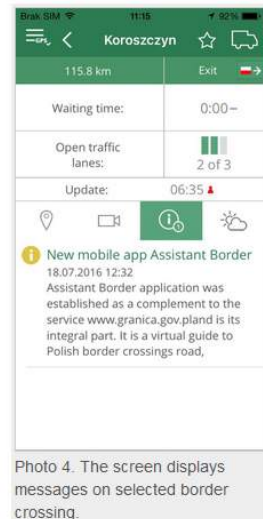 Brak SIM 11:15 92%
GPS Koroszczyn
115.8 km Exit
Waiting time: 0:00
Open traffic
lanes: 2 of 3
Update: 06:35
New mobile app Assistant Border
18.07.2016 12:32
Assistant Border application was
established as a complement to the
service www.granica.gov.pland is its
integral part. It is a virtual guide to
Polish border crossings road,
Photo 4. The screen displays
messages on selected border
crossing.